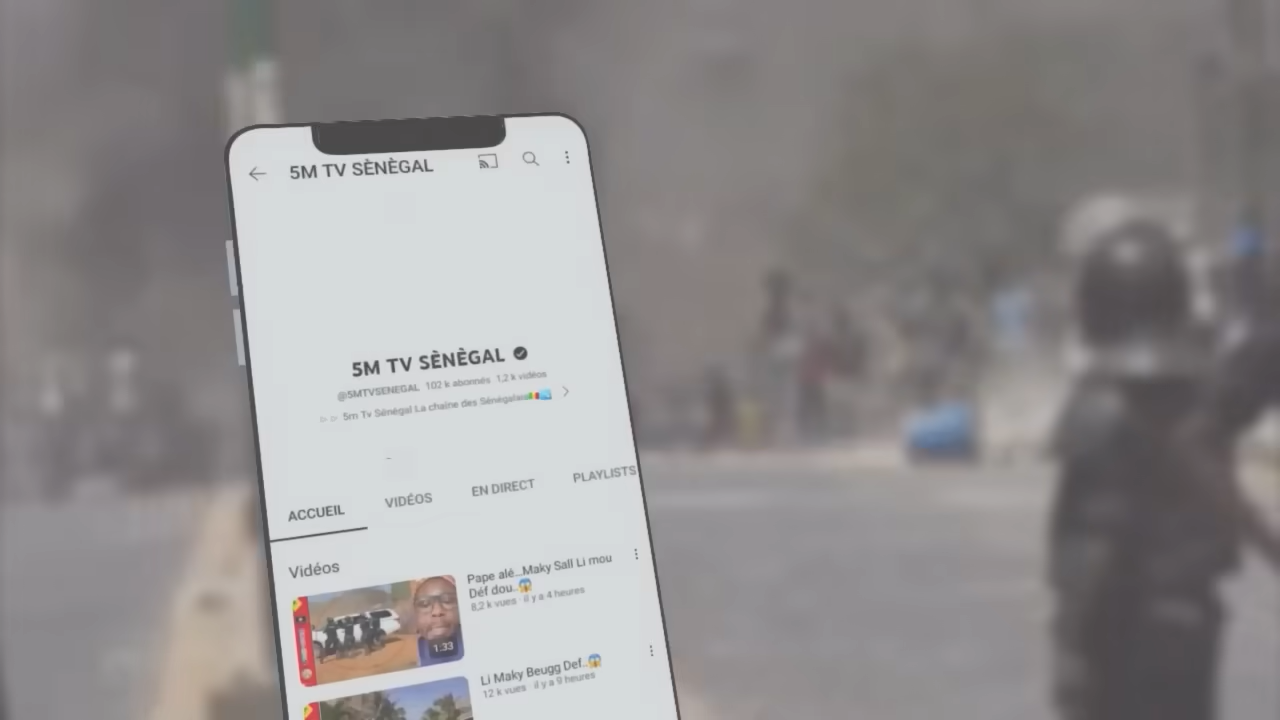 5M TV SÈNÈGAL
5M TV SÈNÈGAL
@5MTVSENEGAL 102 k abonnés 1,2 k vidéos
5m Tv Sénégal La chaine des Sénégalais
ACCUEIL
VIDÉOS
EN DIRECT
PLAYLISTS
Vidéos
Pape alé...Maky Sall Li mou
Déf dou..😱
8,2 k vues · il y a 4 heures
1:33
Li Maky Beugg Def..😱
12 k vues · il y a 9 heures